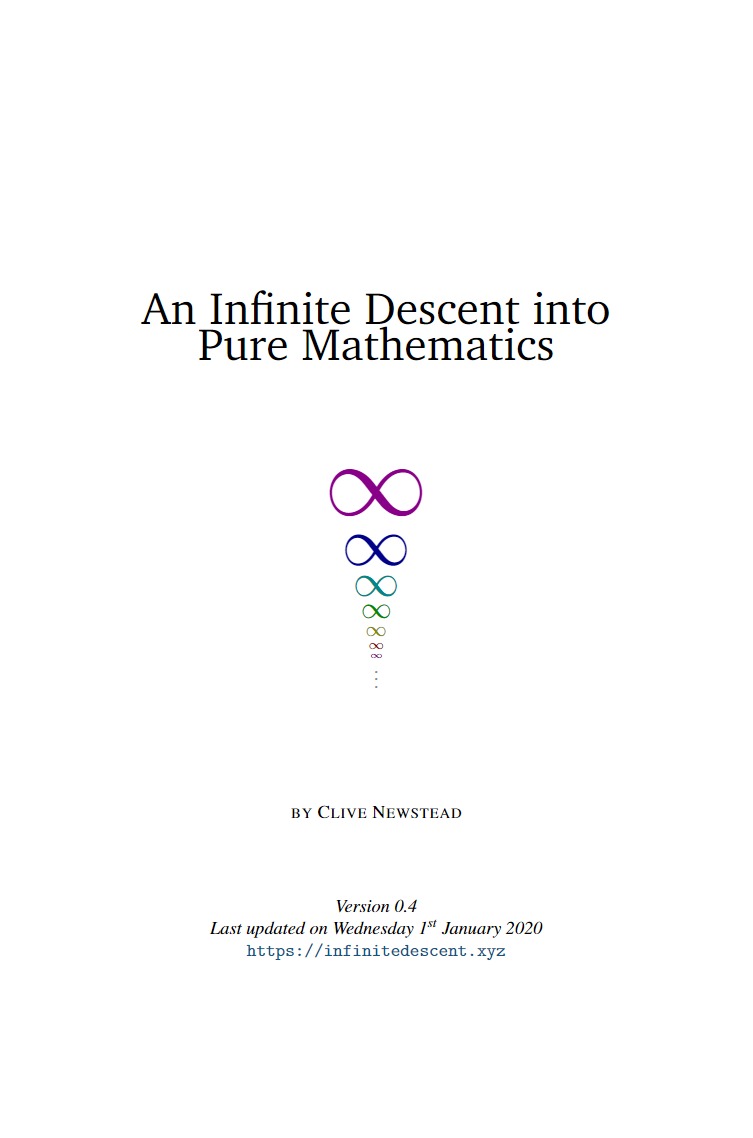 An Infinite Descent into
Pure Mathematics
∞
∞
∞
∞
∞
∞
∞
⋮
BY CLIVE NEWSTEAD
Version 0.4
Last updated on Wednesday 1st January 2020
https://infinitedescent.xyz